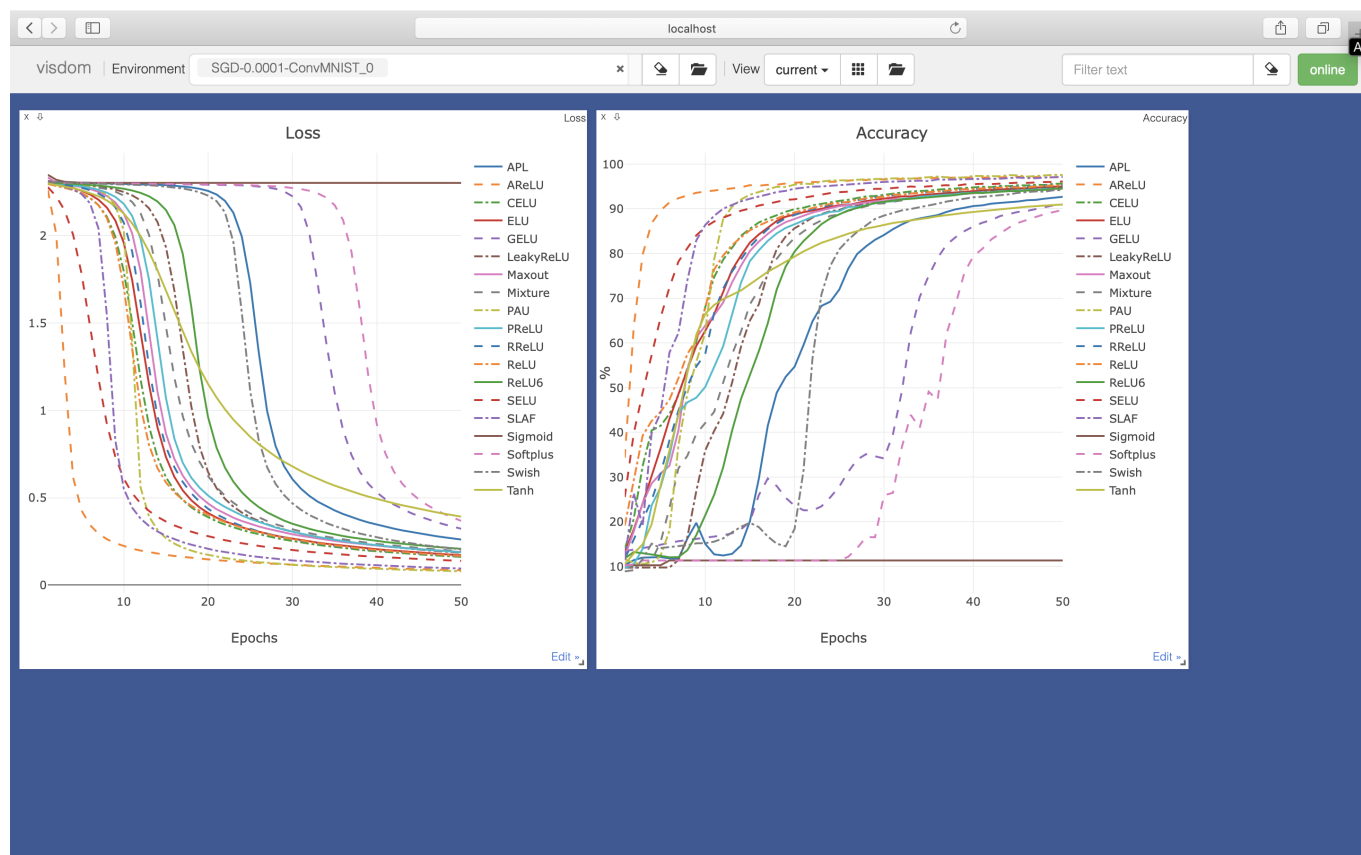 localhost
A
visdom Environment SGD-0.0001-ConvMNIST_0 × View current Filter text online
x Loss
Loss
2
1.5
1
0.5
0
10 20 30 40 50
Epochs
APL
AReLU
CELU
ELU
GELU
LeakyReLU
Maxout
Mixture
PAU
PReLU
RReLU
ReLU
ReLU6
SELU
SLAF
Sigmoid
Softplus
Swish
Tanh
Edit »
x Accuracy
Accuracy
100
90
80
70
60
50
40
30
20
10
%
10 20 30 40 50
Epochs
APL
AReLU
CELU
ELU
GELU
LeakyReLU
Maxout
Mixture
PAU
PReLU
RReLU
ReLU
ReLU6
SELU
SLAF
Sigmoid
Softplus
Swish
Tanh
Edit »